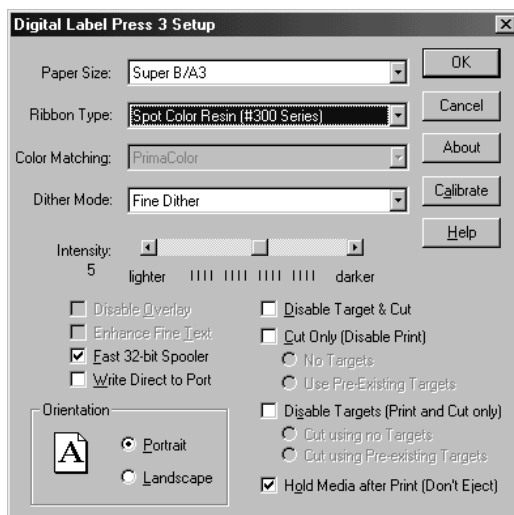 Digital Label Press 3 Setup
Paper Size: Super B/A3 OK
Ribbon Type: Spot Color Resin (#300 Series) Cancel
Color Matching: PrimaColor About
Dither Mode: Fine Dither Calibrate
Help
Intensity:
5 lighter darker
Disable Overlay Disable Target & Cut
Enhance Fine Text Cut Only (Disable Print)
Fast 32-bit Spooler No Targets
Write Direct to Port Use Pre-Existing Targets
Orientation Disable Targets (Print and Cut only)
A Portrait Cut using no Targets
Cut using Pre-existing Targets
Landscape Hold Media after Print (Don't Eject)